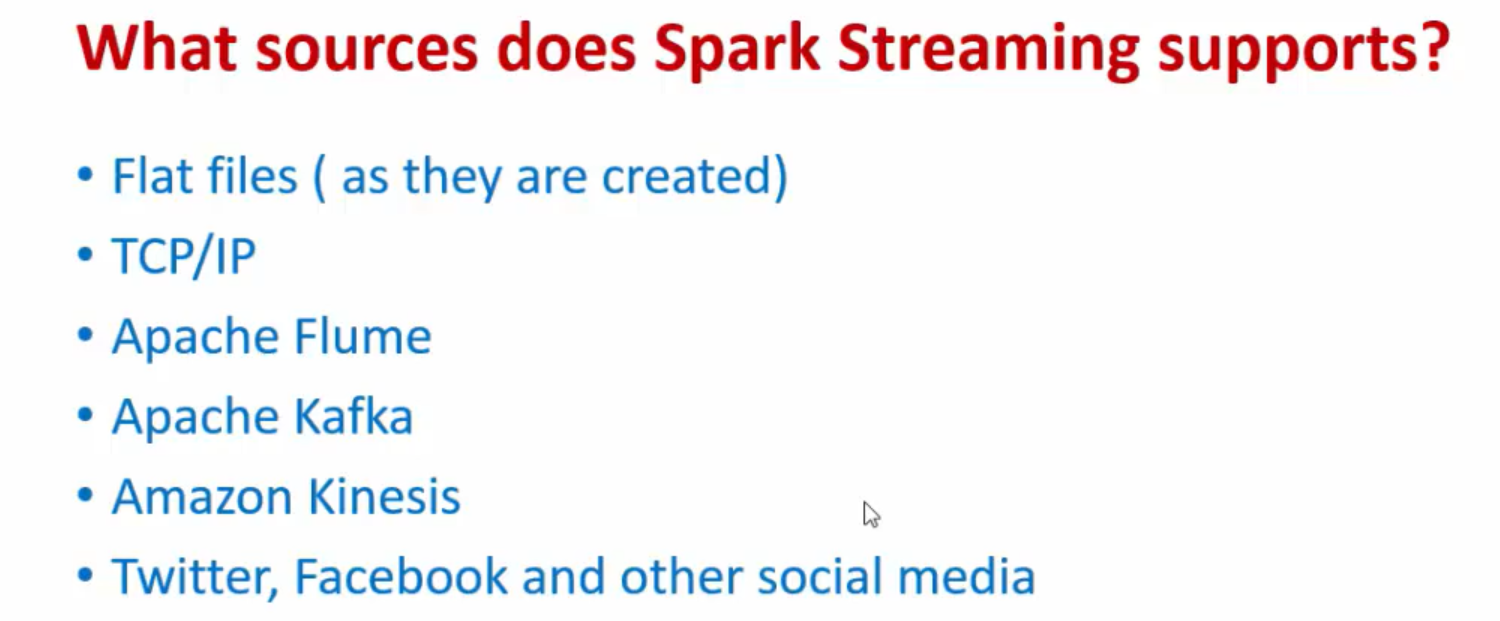 What sources does Spark Streaming supports?
• Flat files ( as they are created)
• TCP/IP
• Apache Flume
• Apache Kafka
• Amazon Kinesis
• Twitter, Facebook and other social media